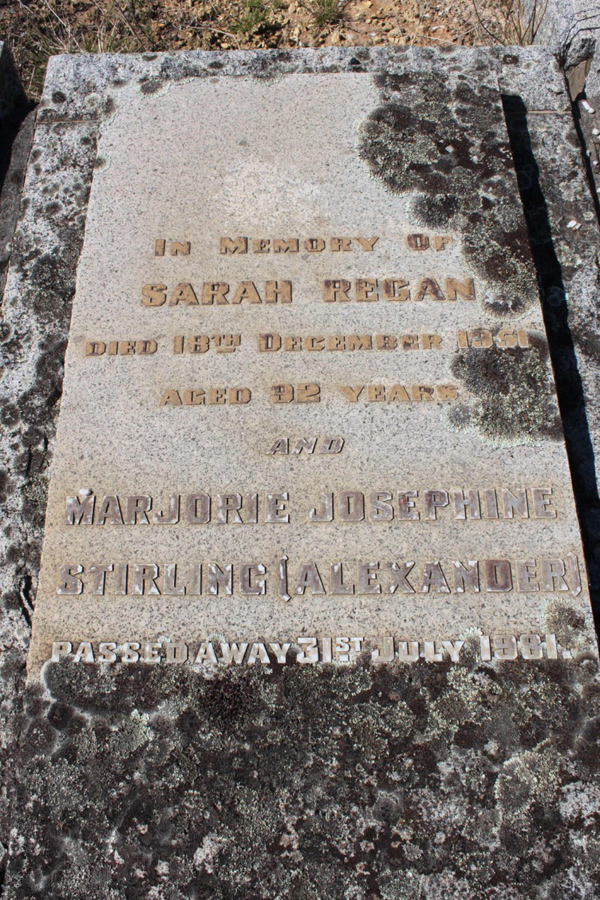 IN MEMORY OF
SARAH REGAN
DIED 18TH DECEMBER
AGED 92 YEARS
AND
MARJORIE JOSEPHINE
STIRLING (ALEXANDER)
PASSED AWAY 31ST JULY 1981.